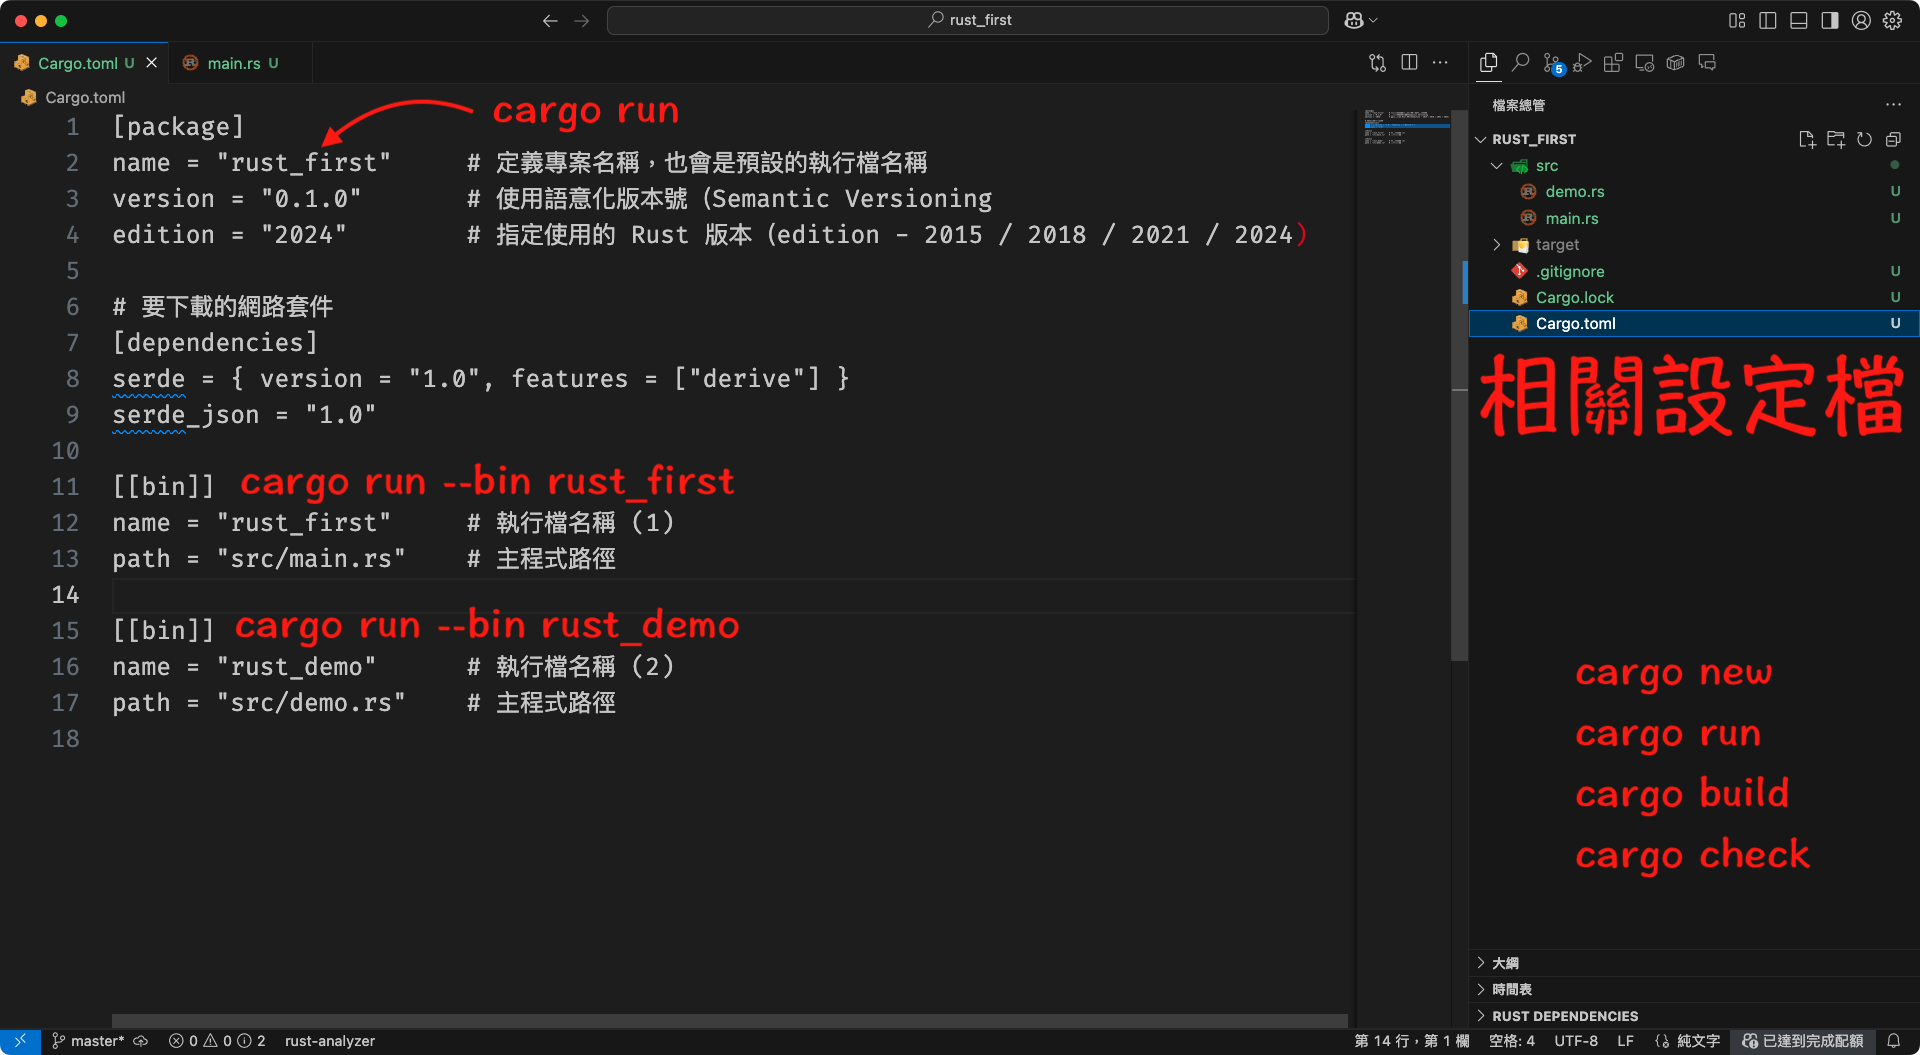 rust_first
Cargo.toml U
main.rs U
Cargo.toml
cargo run
1 [package]
2 name = "rust_first" # 定義專案名稱，也會是預設的執行檔名稱
3 version = "0.1.0" # 使用語意化版本號（Semantic Versioning
4 edition = "2024" # 指定使用的 Rust 版本（edition - 2015 / 2018 / 2021 / 2024）
5
6 # 要下載的網路套件
7 [dependencies]
8 serde = { version = "1.0", features = ["derive"] }
9 serde_json = "1.0"
10
11 [[bin]] cargo run --bin rust_first
12 name = "rust_first" # 執行檔名稱（1）
13 path = "src/main.rs" # 主程式路徑
14
15 [[bin]] cargo run --bin rust_demo
16 name = "rust_demo" # 執行檔名稱（2）
17 path = "src/demo.rs" # 主程式路徑
18
5
檔案總管
RUST_FIRST
src
demo.rs U
main.rs U
target
.gitignore U
Cargo.lock U
Cargo.toml U
相關設定檔
cargo new
cargo run
cargo build
cargo check
大綱
時間表
RUST DEPENDENCIES
master* 0 0 2 rust-analyzer 第 14 行，第 1 欄 空格: 4 UTF-8 LF 純文字 已達到完成配額